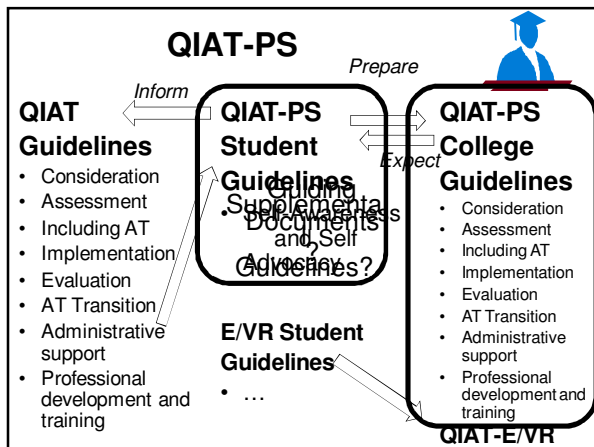 QIAT-PS
Inform
Prepare
Expect
QIAT
Guidelines
• Consideration
• Assessment
• Including AT
• Implementation
• Evaluation
• AT Transition
• Administrative
support
• Professional
development and
training
QIAT-PS
Student
Guidelines
• Self-Awareness
and Self
Advocacy
Guiding
Supplemental
Documents
?
Guidelines?
E/VR Student
Guidelines
• …
QIAT-PS
College
Guidelines
• Consideration
• Assessment
• Including AT
• Implementation
• Evaluation
• AT Transition
• Administrative
support
• Professional
development and
training
QIAT-E/VR